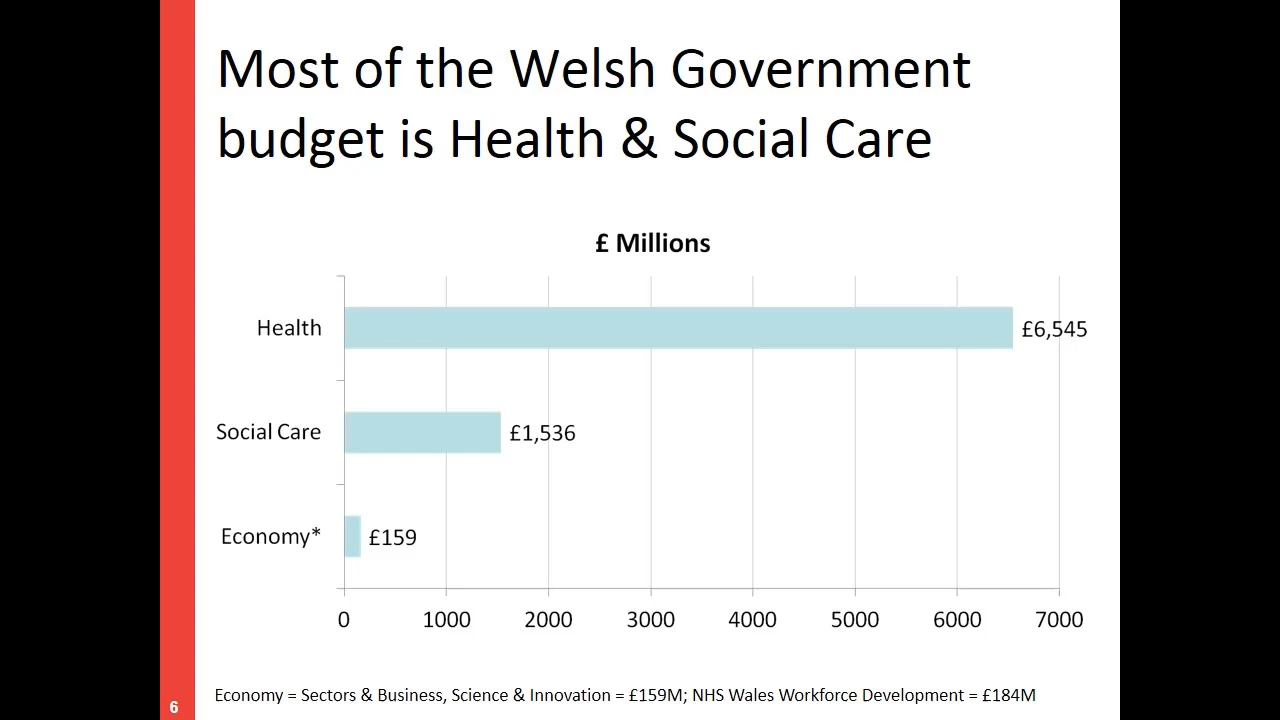 Most of the Welsh Government
budget is Health & Social Care
£ Millions
Health
£6,545
Social Care
£1,536
Economy*
£159
0 1000 2000 3000 4000 5000 6000 7000
Economy = Sectors & Business, Science & Innovation = £159M; NHS Wales Workforce Development = £184M
6